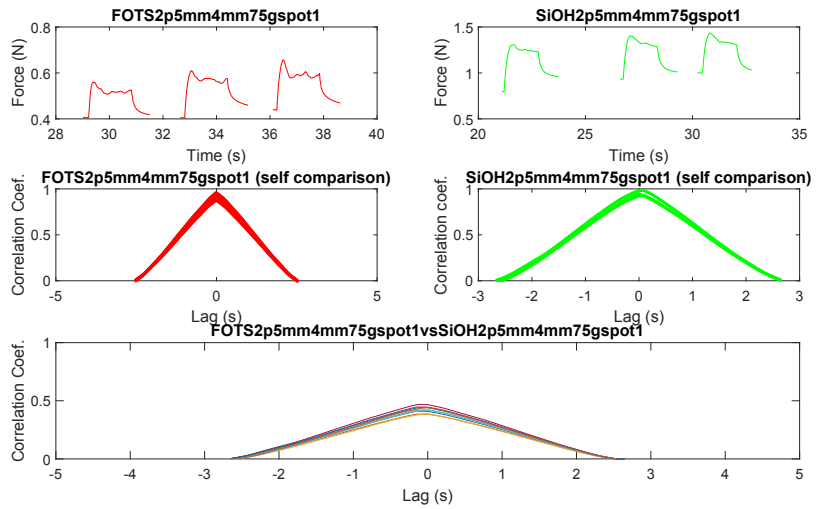 FOTS2p5mm4mm75gspot1
Force (N)
0.8
0.6
0.4
28 30 32 34 36 38 40
Time (s)
SiOH2p5mm4mm75gspot1
Force (N)
1.5
1
0.5
20 25 30 35
Time (s)
FOTS2p5mm4mm75gspot1 (self comparison)
Correlation Coef.
1
0.5
0
-5 0 5
Lag (s)
SiOH2p5mm4mm75gspot1 (self comparison)
Correlation coef.
1
0.5
0
-3 -2 -1 0 1 2 3
Lag (s)
FOTS2p5mm4mm75gspot1vsSiOH2p5mm4mm75gspot1
Correlation Coef.
1
0.5
0
-5 -4 -3 -2 -1 0 1 2 3 4 5
Lag (s)